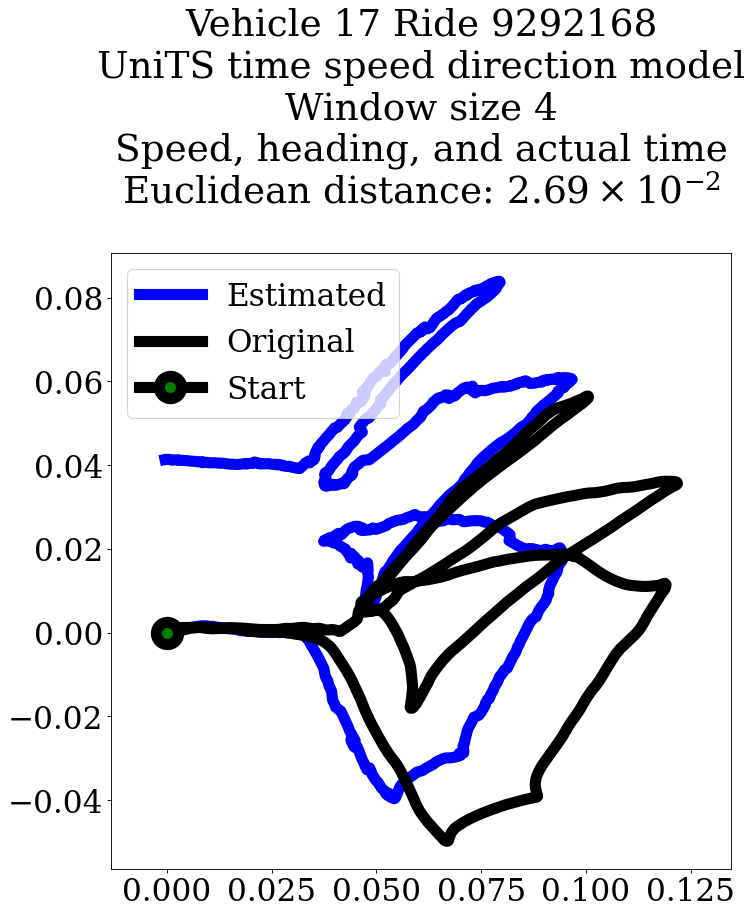 Vehicle 17 Ride 9292168
UniTS time speed direction model
Window size 4
Speed, heading, and actual time
Euclidean distance: 2.69 × 10⁻²
Estimated
Original
Start
0.08
0.06
0.04
0.02
0.00
−0.02
−0.04
0.000 0.025 0.050 0.075 0.100 0.125